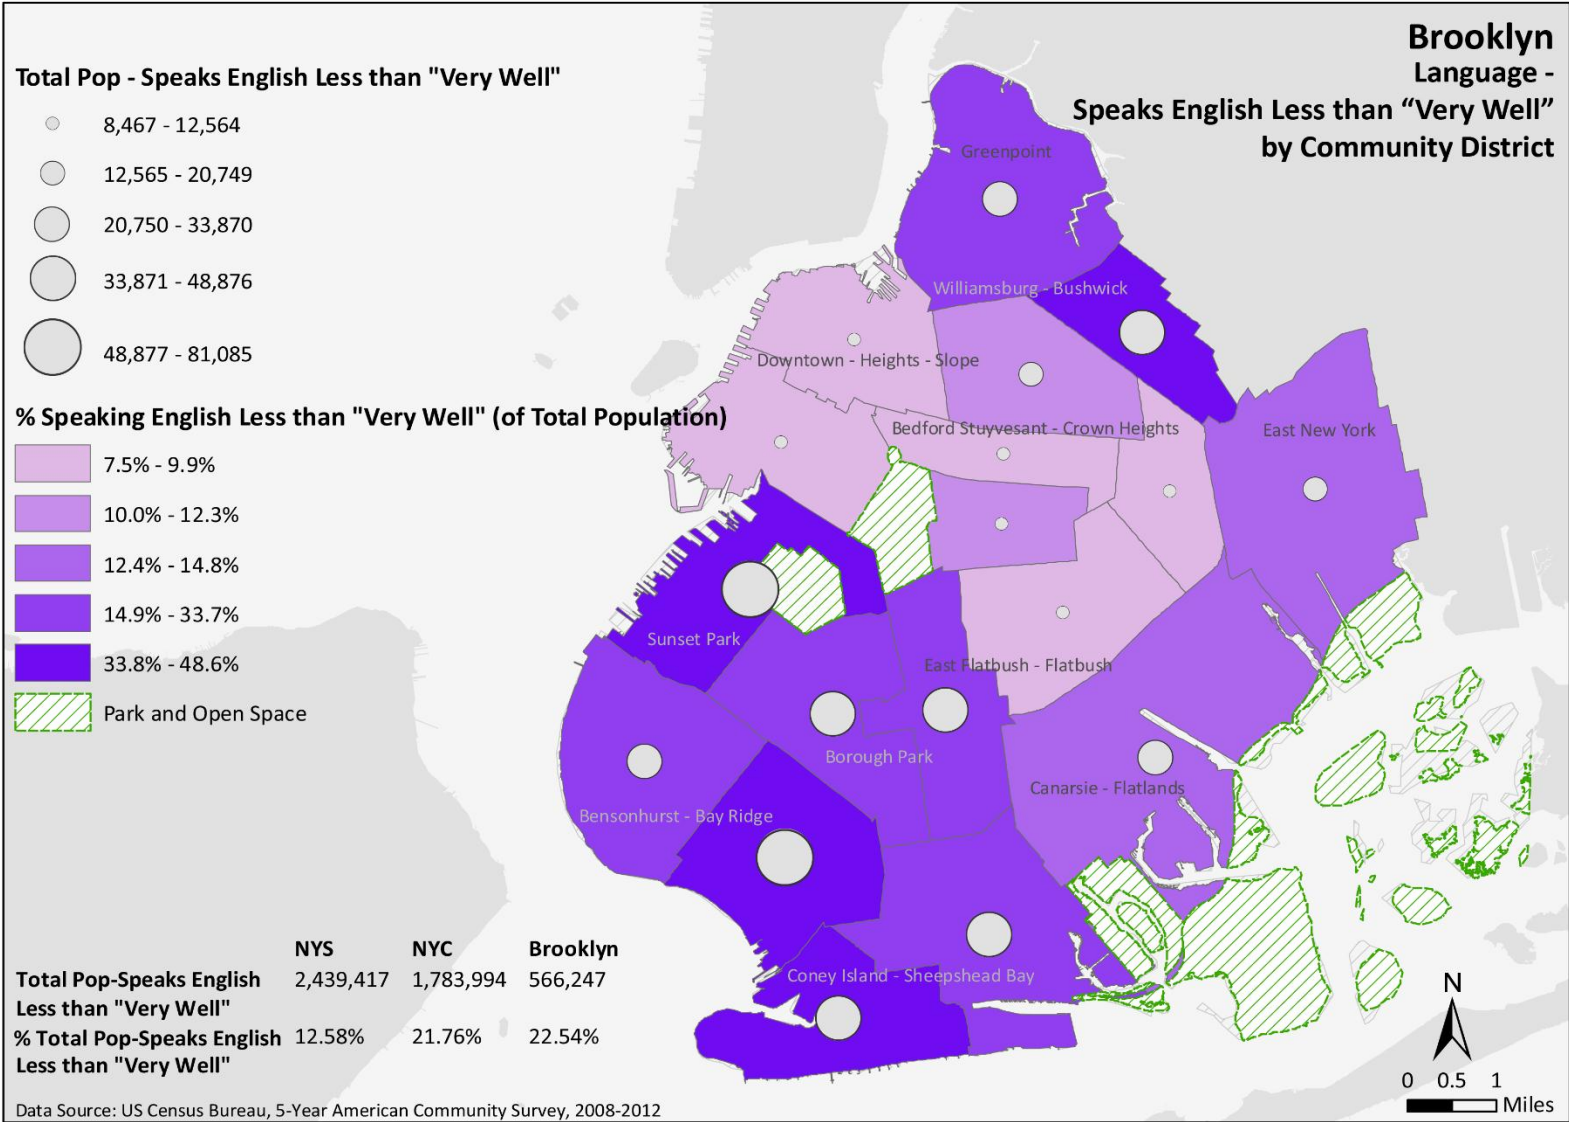 Brooklyn
Language -
Speaks English Less than “Very Well”
by Community District
Total Pop - Speaks English Less than "Very Well"
8,467 - 12,564
12,565 - 20,749
20,750 - 33,870
33,871 - 48,876
48,877 - 81,085
% Speaking English Less than "Very Well" (of Total Population)
7.5% - 9.9%
10.0% - 12.3%
12.4% - 14.8%
14.9% - 33.7%
33.8% - 48.6%
Park and Open Space
Greenpoint
Williamsburg - Bushwick
Downtown - Heights - Slope
Bedford Stuyvesant - Crown Heights
East New York
Sunset Park
East Flatbush - Flatbush
Borough Park
Canarsie - Flatlands
Bensonhurst - Bay Ridge
Coney Island - Sheepshead Bay
NYS NYC Brooklyn
Total Pop-Speaks English 2,439,417 1,783,994 566,247
Less than "Very Well"
% Total Pop-Speaks English 12.58% 21.76% 22.54%
Less than "Very Well"
Data Source: US Census Bureau, 5-Year American Community Survey, 2008-2012
N
0 0.5 1
Miles